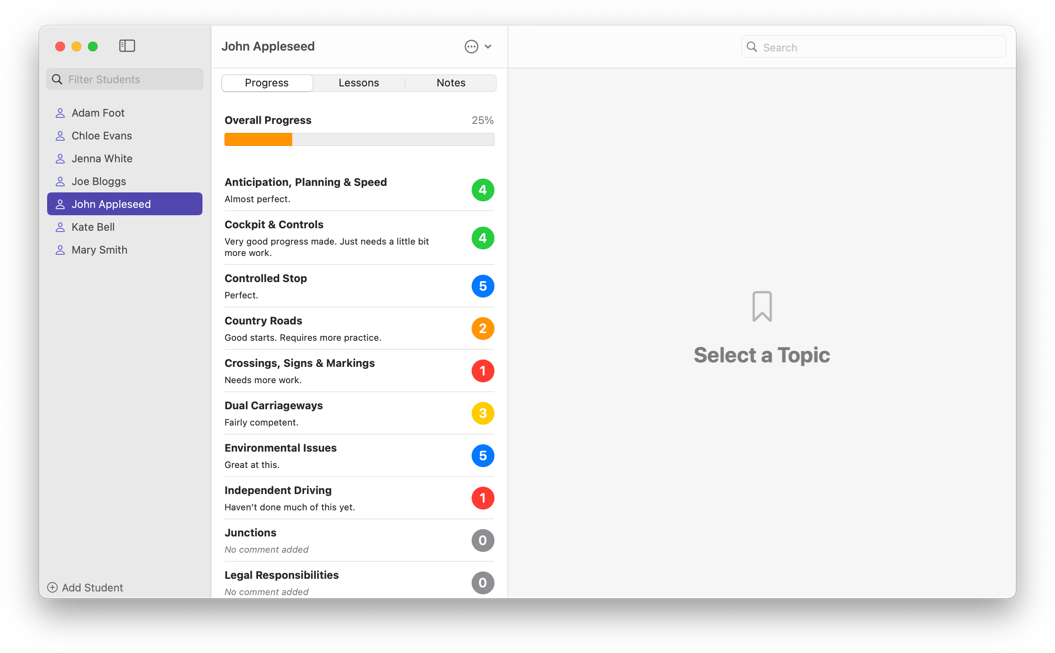 Filter Students
Adam Foot
Chloe Evans
Jenna White
Joe Bloggs
John Appleseed
Kate Bell
Mary Smith
Add Student
John Appleseed
Progress
Lessons
Notes
Overall Progress
25%
Anticipation, Planning & Speed
Almost perfect.
4
Cockpit & Controls
Very good progress made. Just needs a little bit
more work.
4
Controlled Stop
Perfect.
5
Country Roads
Good starts. Requires more practice.
2
Crossings, Signs & Markings
Needs more work.
1
Dual Carriageways
Fairly competent.
3
Environmental Issues
Great at this.
5
Independent Driving
Haven't done much of this yet.
1
Junctions
No comment added
0
Legal Responsibilities
No comment added
0
Search
Select a Topic